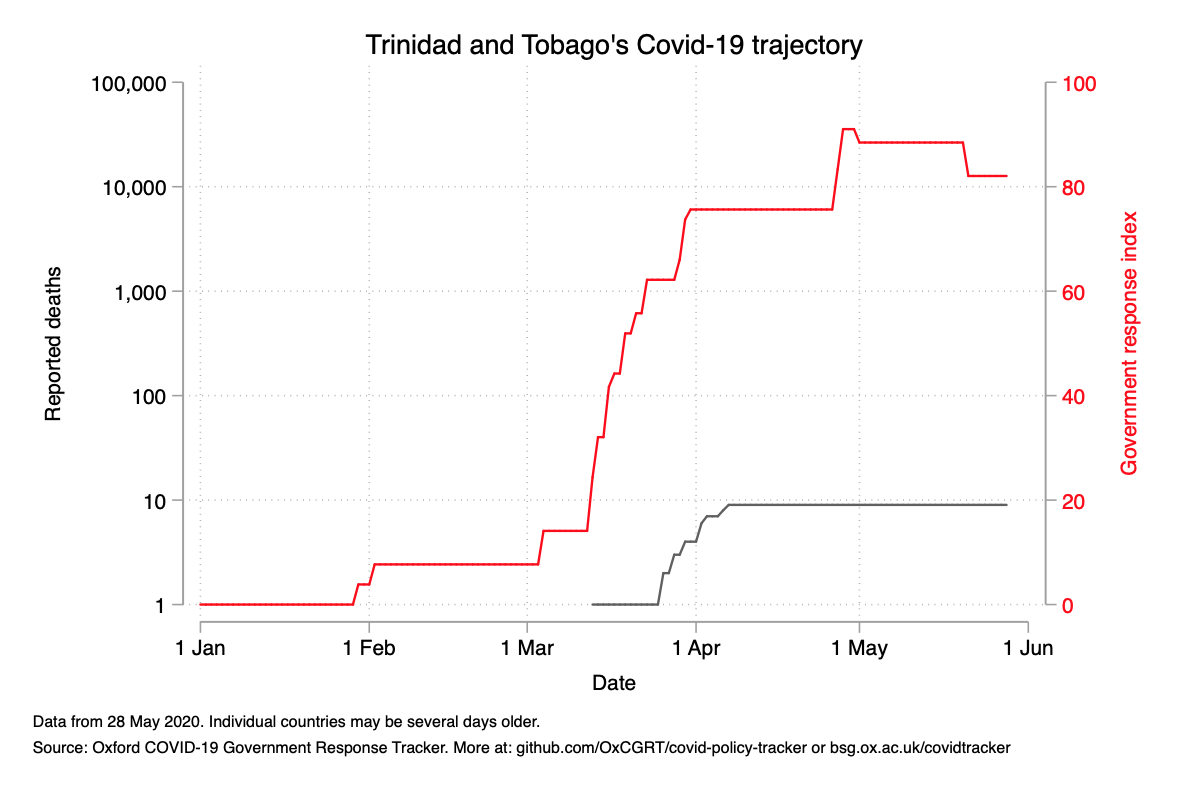 Trinidad and Tobago's Covid-19 trajectory
100,000
10,000
1,000
100
10
1
Reported deaths
100
80
60
40
20
0
Government response index
1 Jan
1 Feb
1 Mar
1 Apr
1 May
1 Jun
Date
Data from 28 May 2020. Individual countries may be several days older.
Source: Oxford COVID-19 Government Response Tracker. More at: github.com/OxCGRT/covid-policy-tracker or bsg.ox.ac.uk/covidtracker